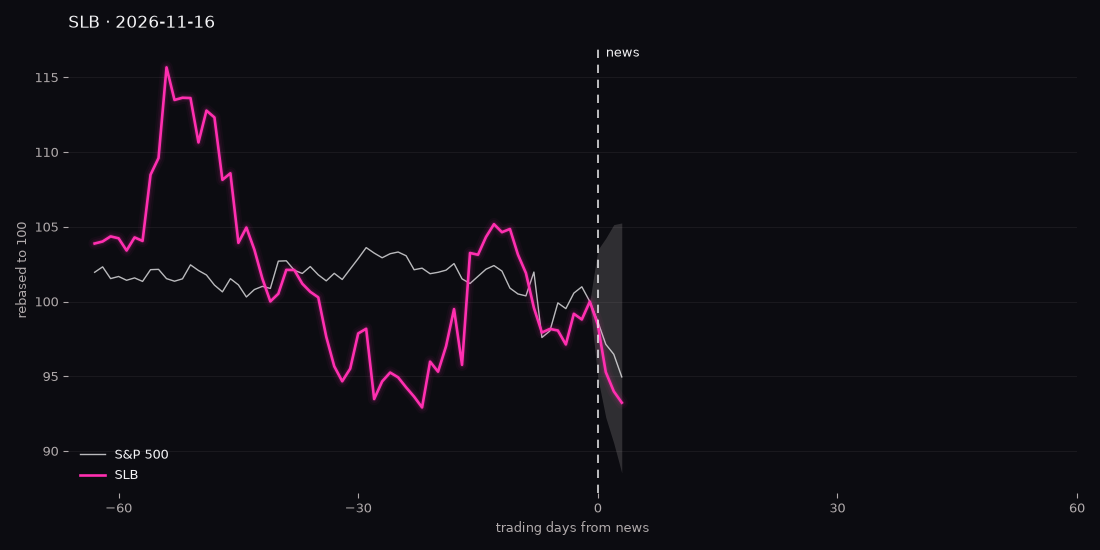 SLB · 2026-11-16
news
115
110
105
100
95
90
rebased to 100
S&P 500
SLB
−60
−30
0
30
60
trading days from news